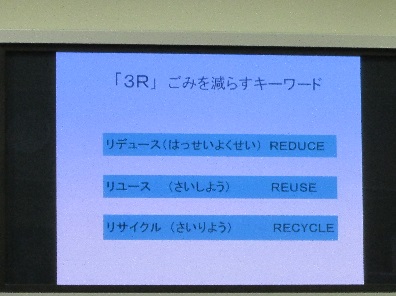 「3R」ごみを減らすキーワード
リデュース(はっせいよくせい) REDUCE
リユース (さいしよう) REUSE
リサイクル (さいりよう) RECYCLE